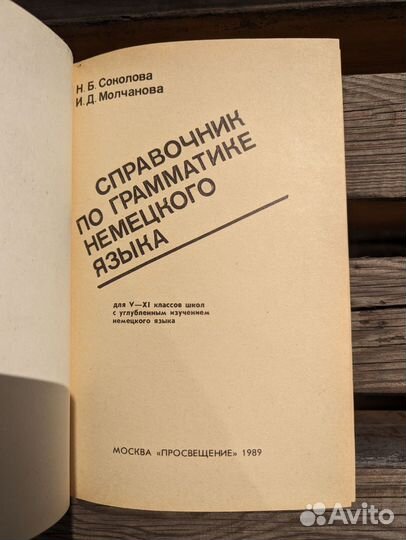 Н. Б. Соколова
И. Д. Молчанова
СПРАВОЧНИК
ПО ГРАММАТИКЕ
НЕМЕЦКОГО
ЯЗЫКА
для V—XI классов школ
с углубленным изучением
немецкого языка
МОСКВА «ПРОСВЕЩЕНИЕ» 1989
Avito